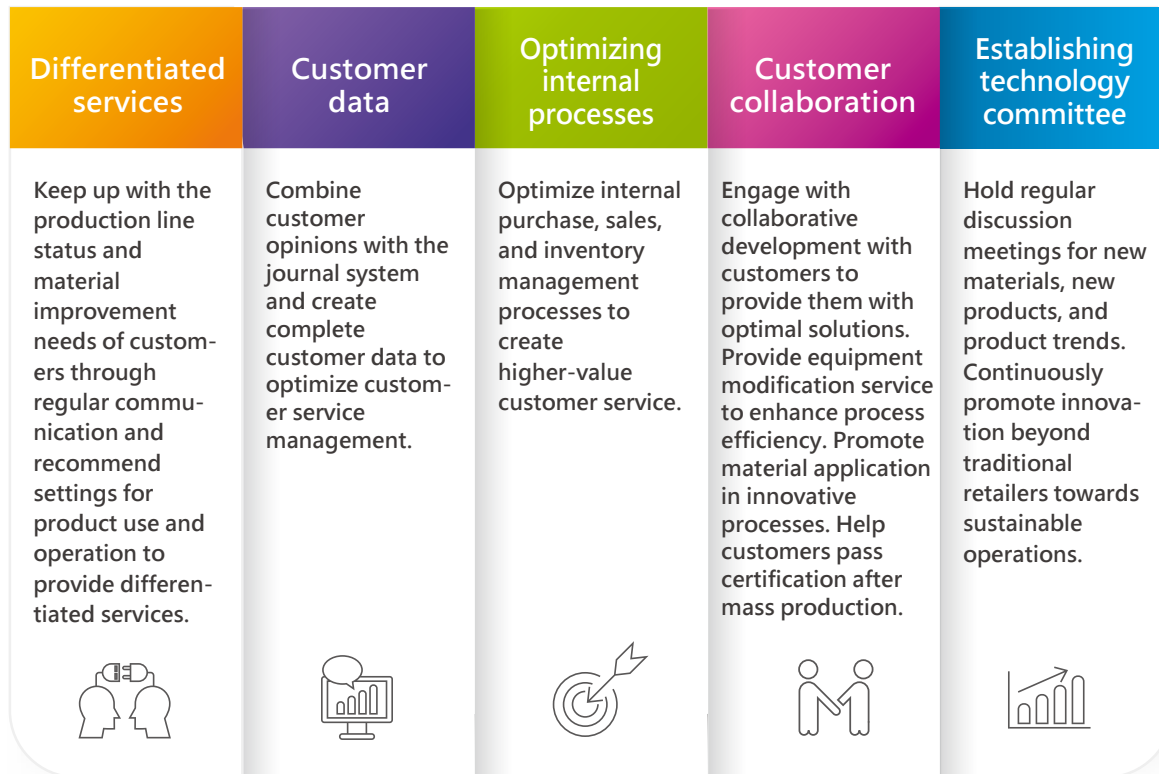 Differentiated
services
Keep up with the
production line
status and
material
improvement
needs of custom-
ers through
regular commu-
nication and
recommend
settings for
product use and
operation to
provide differen-
tiated services.
Customer
data
Combine
customer
opinions with the
journal system
and create
complete
customer data to
optimize custom-
er service
management.
Optimizing
internal
processes
Optimize internal
purchase, sales,
and inventory
management
processes to
create
higher-value
customer service.
Customer
collaboration
Engage with
collaborative
development with
customers to
provide them with
optimal solutions.
Provide equipment
modification service
to enhance process
efficiency. Promote
material application
in innovative
processes. Help
customers pass
certification after
mass production.
Establishing
technology
committee
Hold regular
discussion
meetings for new
materials, new
products, and
product trends.
Continuously
promote innova-
tion beyond
traditional
retailers towards
sustainable
operations.